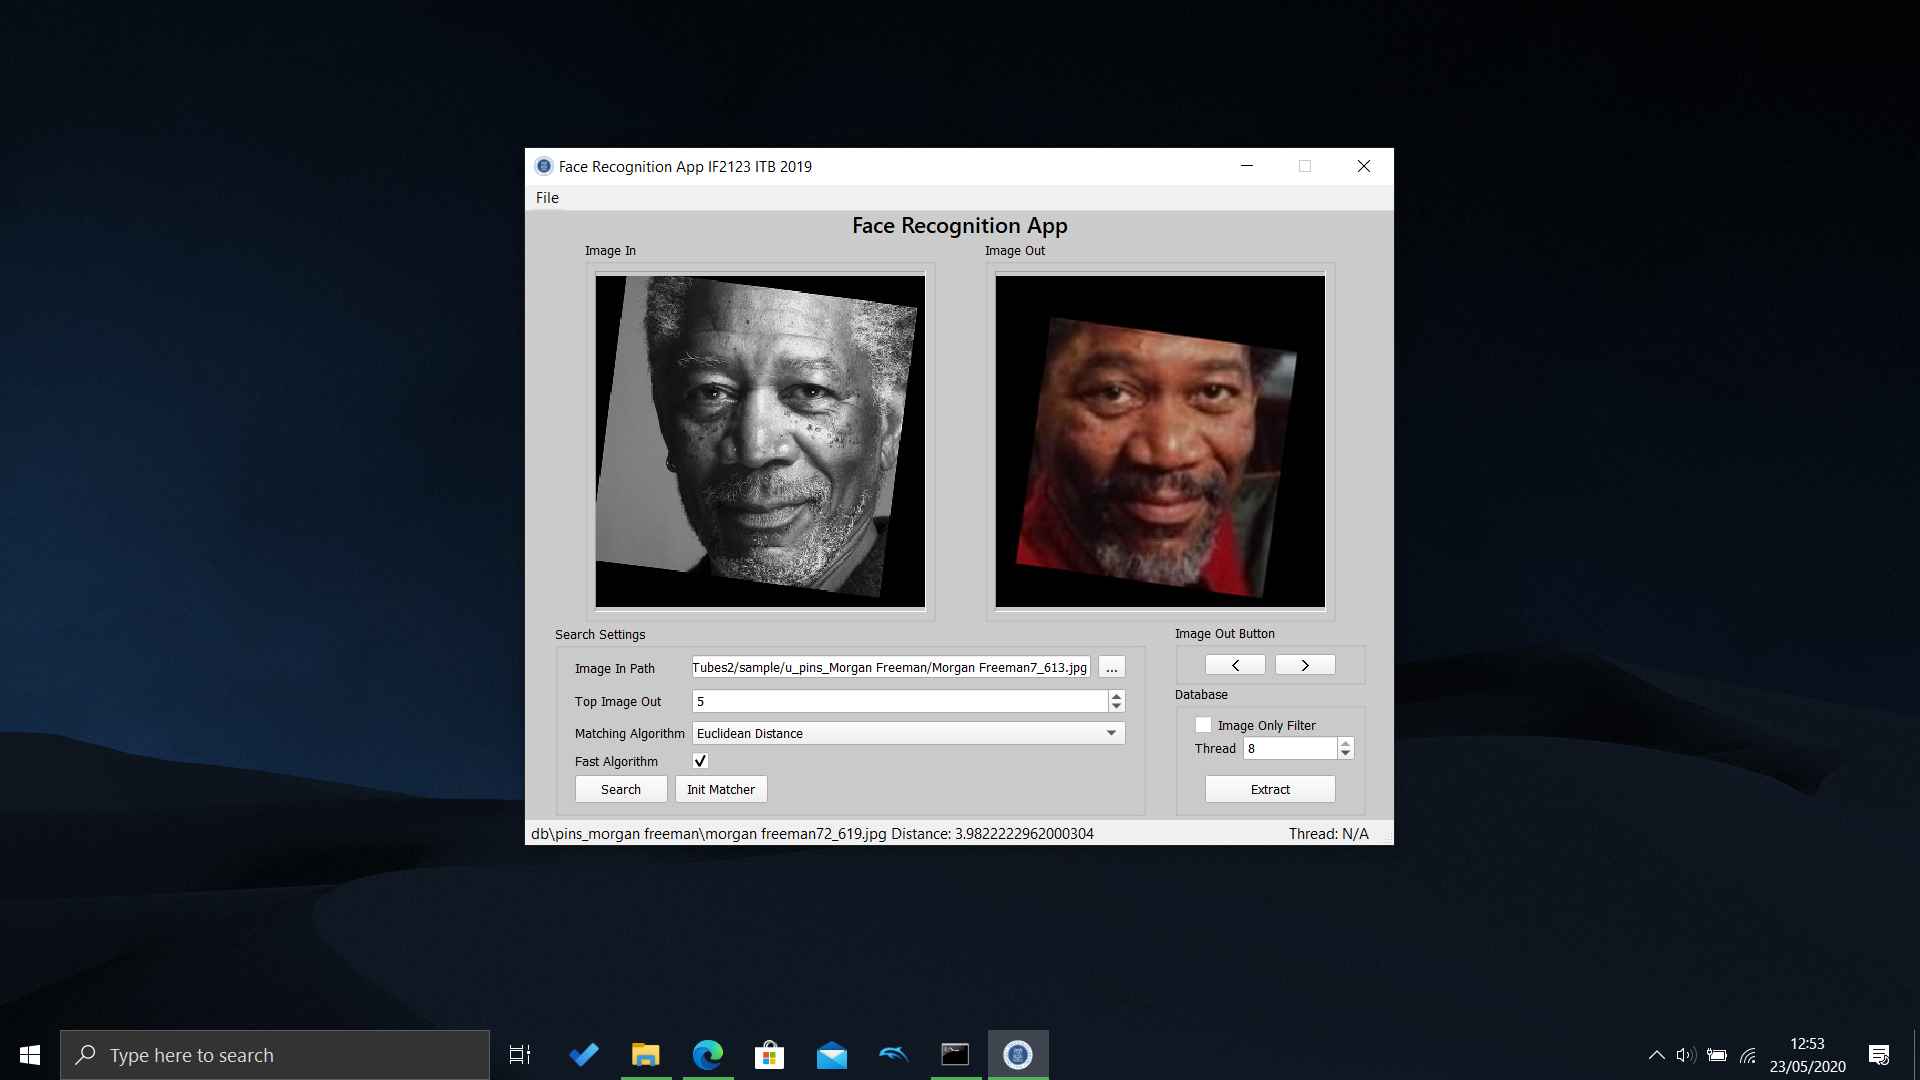 Face Recognition App IF2123 ITB 2019
File
Face Recognition App
Image In
Image Out
Search Settings
Image In Path
Tubes2/sample/u_pins_Morgan Freeman/Morgan Freeman7_613.jpg
...
Top Image Out
5
Matching Algorithm
Euclidean Distance
Fast Algorithm
Search
Init Matcher
Image Out Button
<
>
Database
Image Only Filter
Thread
8
Extract
db\pins_morgan freeman\morgan freeman72_619.jpg Distance: 3.9822222962000304
Thread: N/A
Type here to search
12:53
23/05/2020